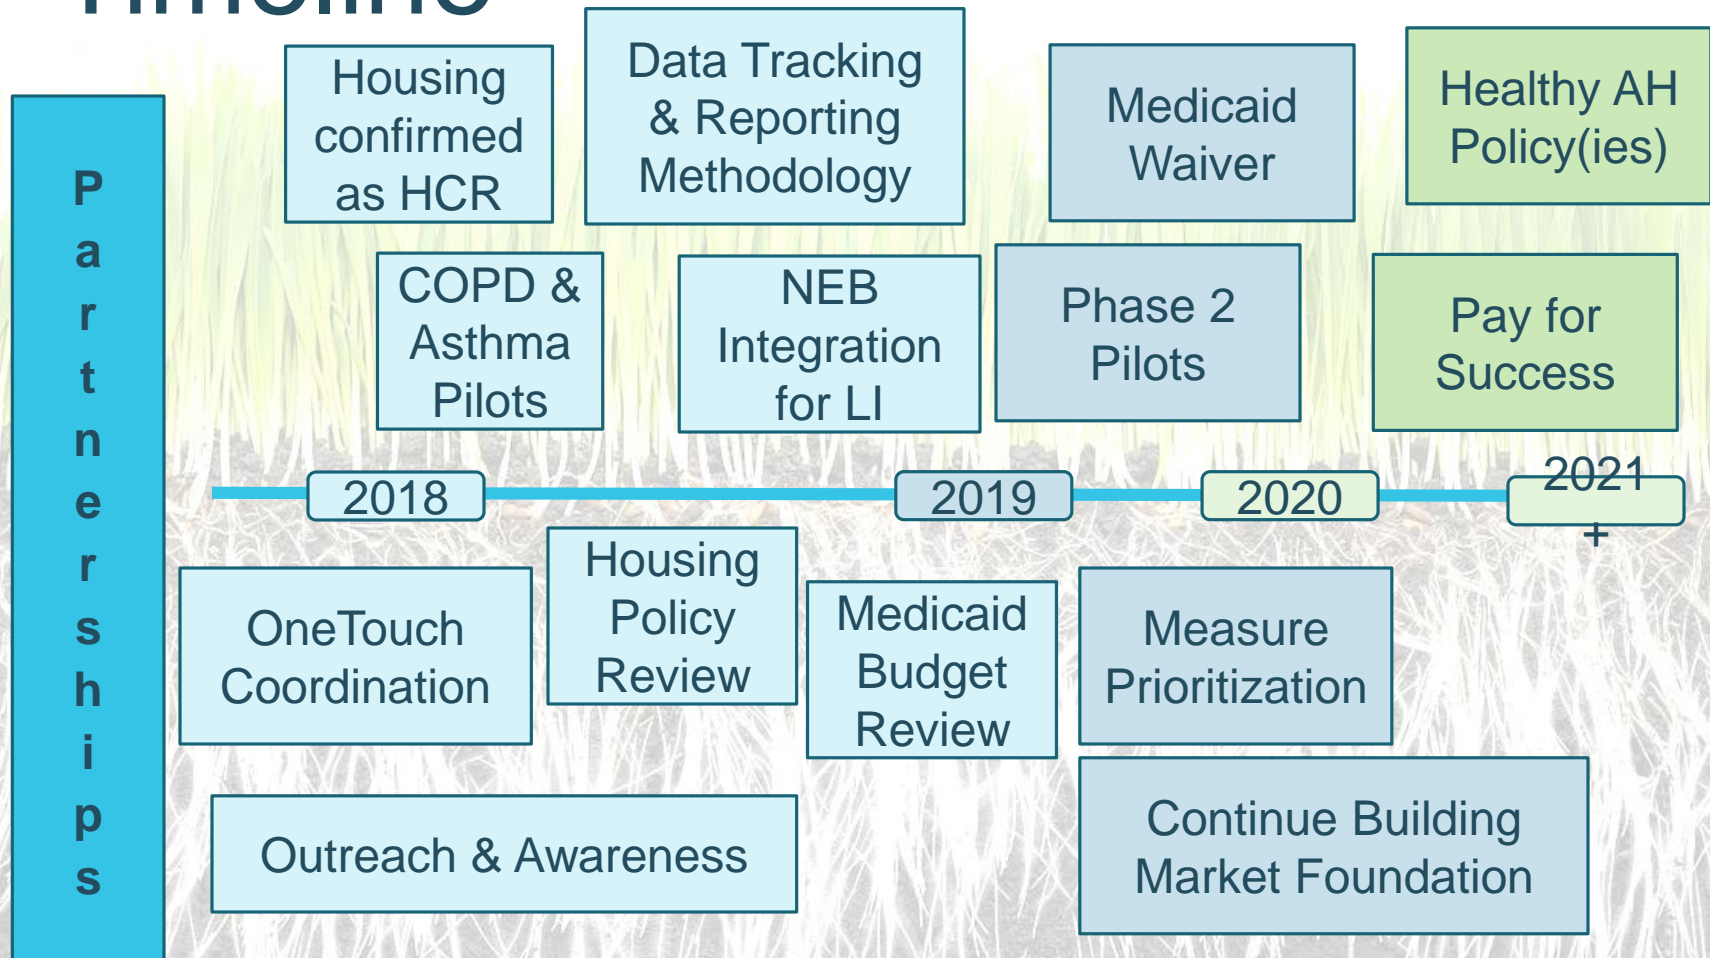 Timeline
Partnerships
Housing
confirmed
as HCR
Data Tracking
& Reporting
Methodology
Medicaid
Waiver
Healthy AH
Policy(ies)
COPD &
Asthma
Pilots
NEB
Integration
for LI
Phase 2
Pilots
Pay for
Success
2018
2019
2020
2021
+
OneTouch
Coordination
Housing
Policy
Review
Medicaid
Budget
Review
Measure
Prioritization
Outreach & Awareness
Continue Building
Market Foundation